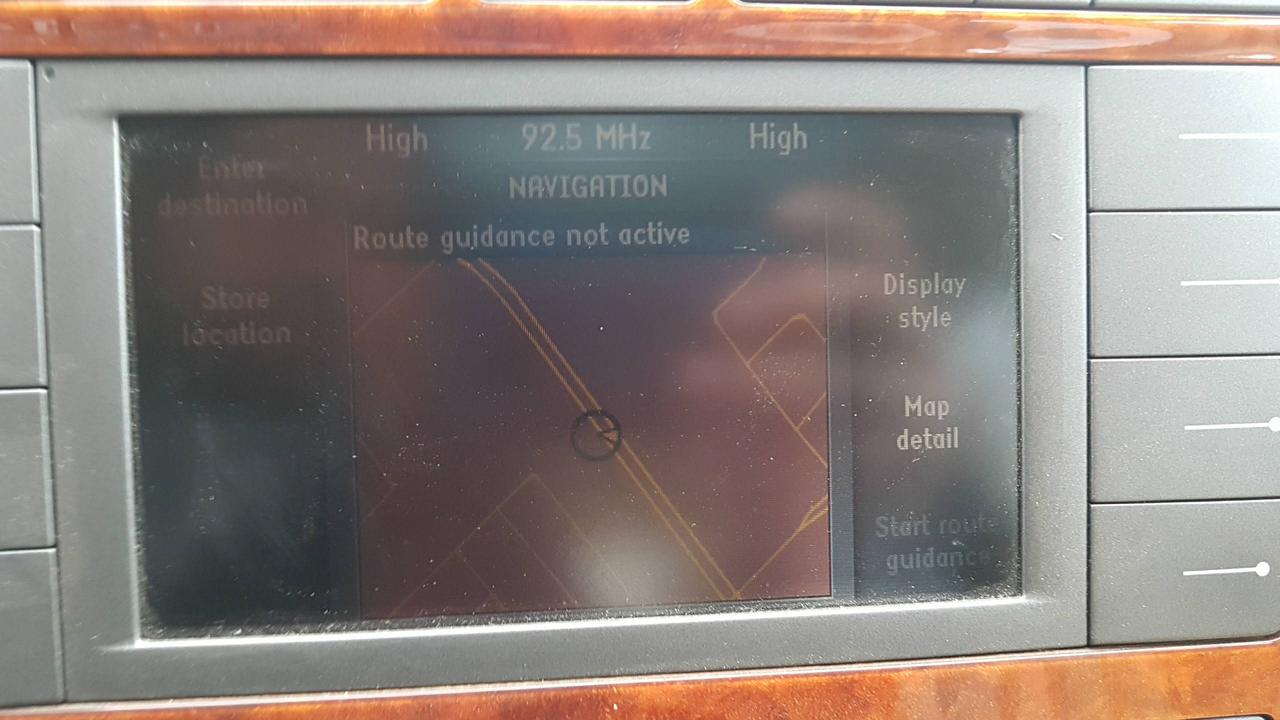 High 92.5 MHz High
NAVIGATION
Route guidance not active
Enter
destination
Store
location
Display
style
Map
detail
Start route
guidance